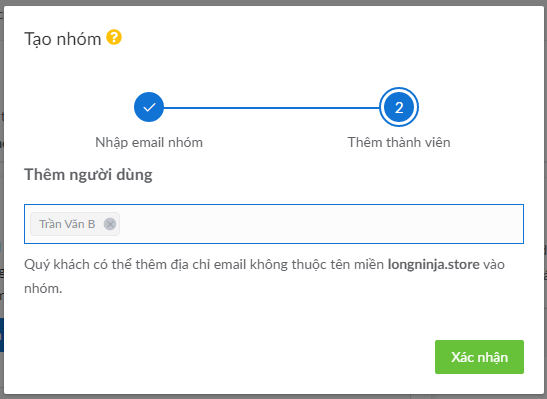 Tạo nhóm ?
2
Nhập email nhóm
Thêm thành viên
Thêm người dùng
Trần Văn B
Quý khách có thể thêm địa chỉ email không thuộc tên miền longninja.store vào
nhóm.
Xác nhận